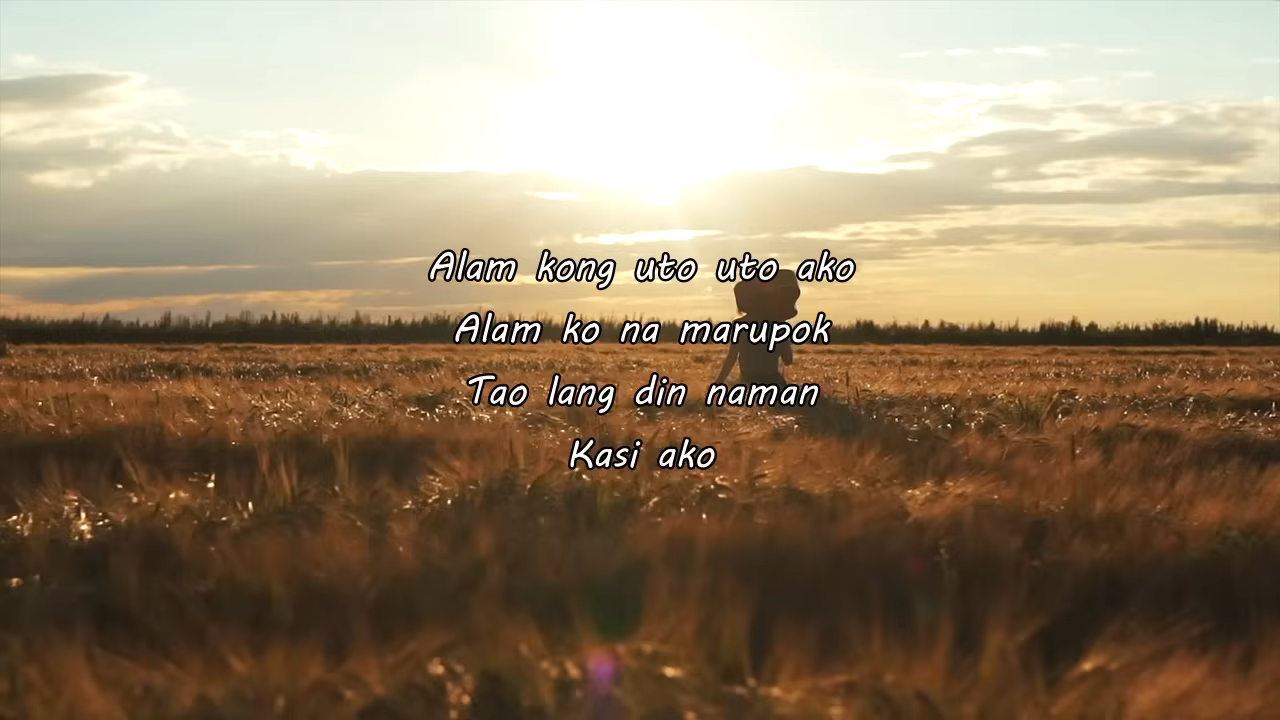 Alam kong uto uto ako
Alam ko na marupok
Tao lang din naman
Kasi ako